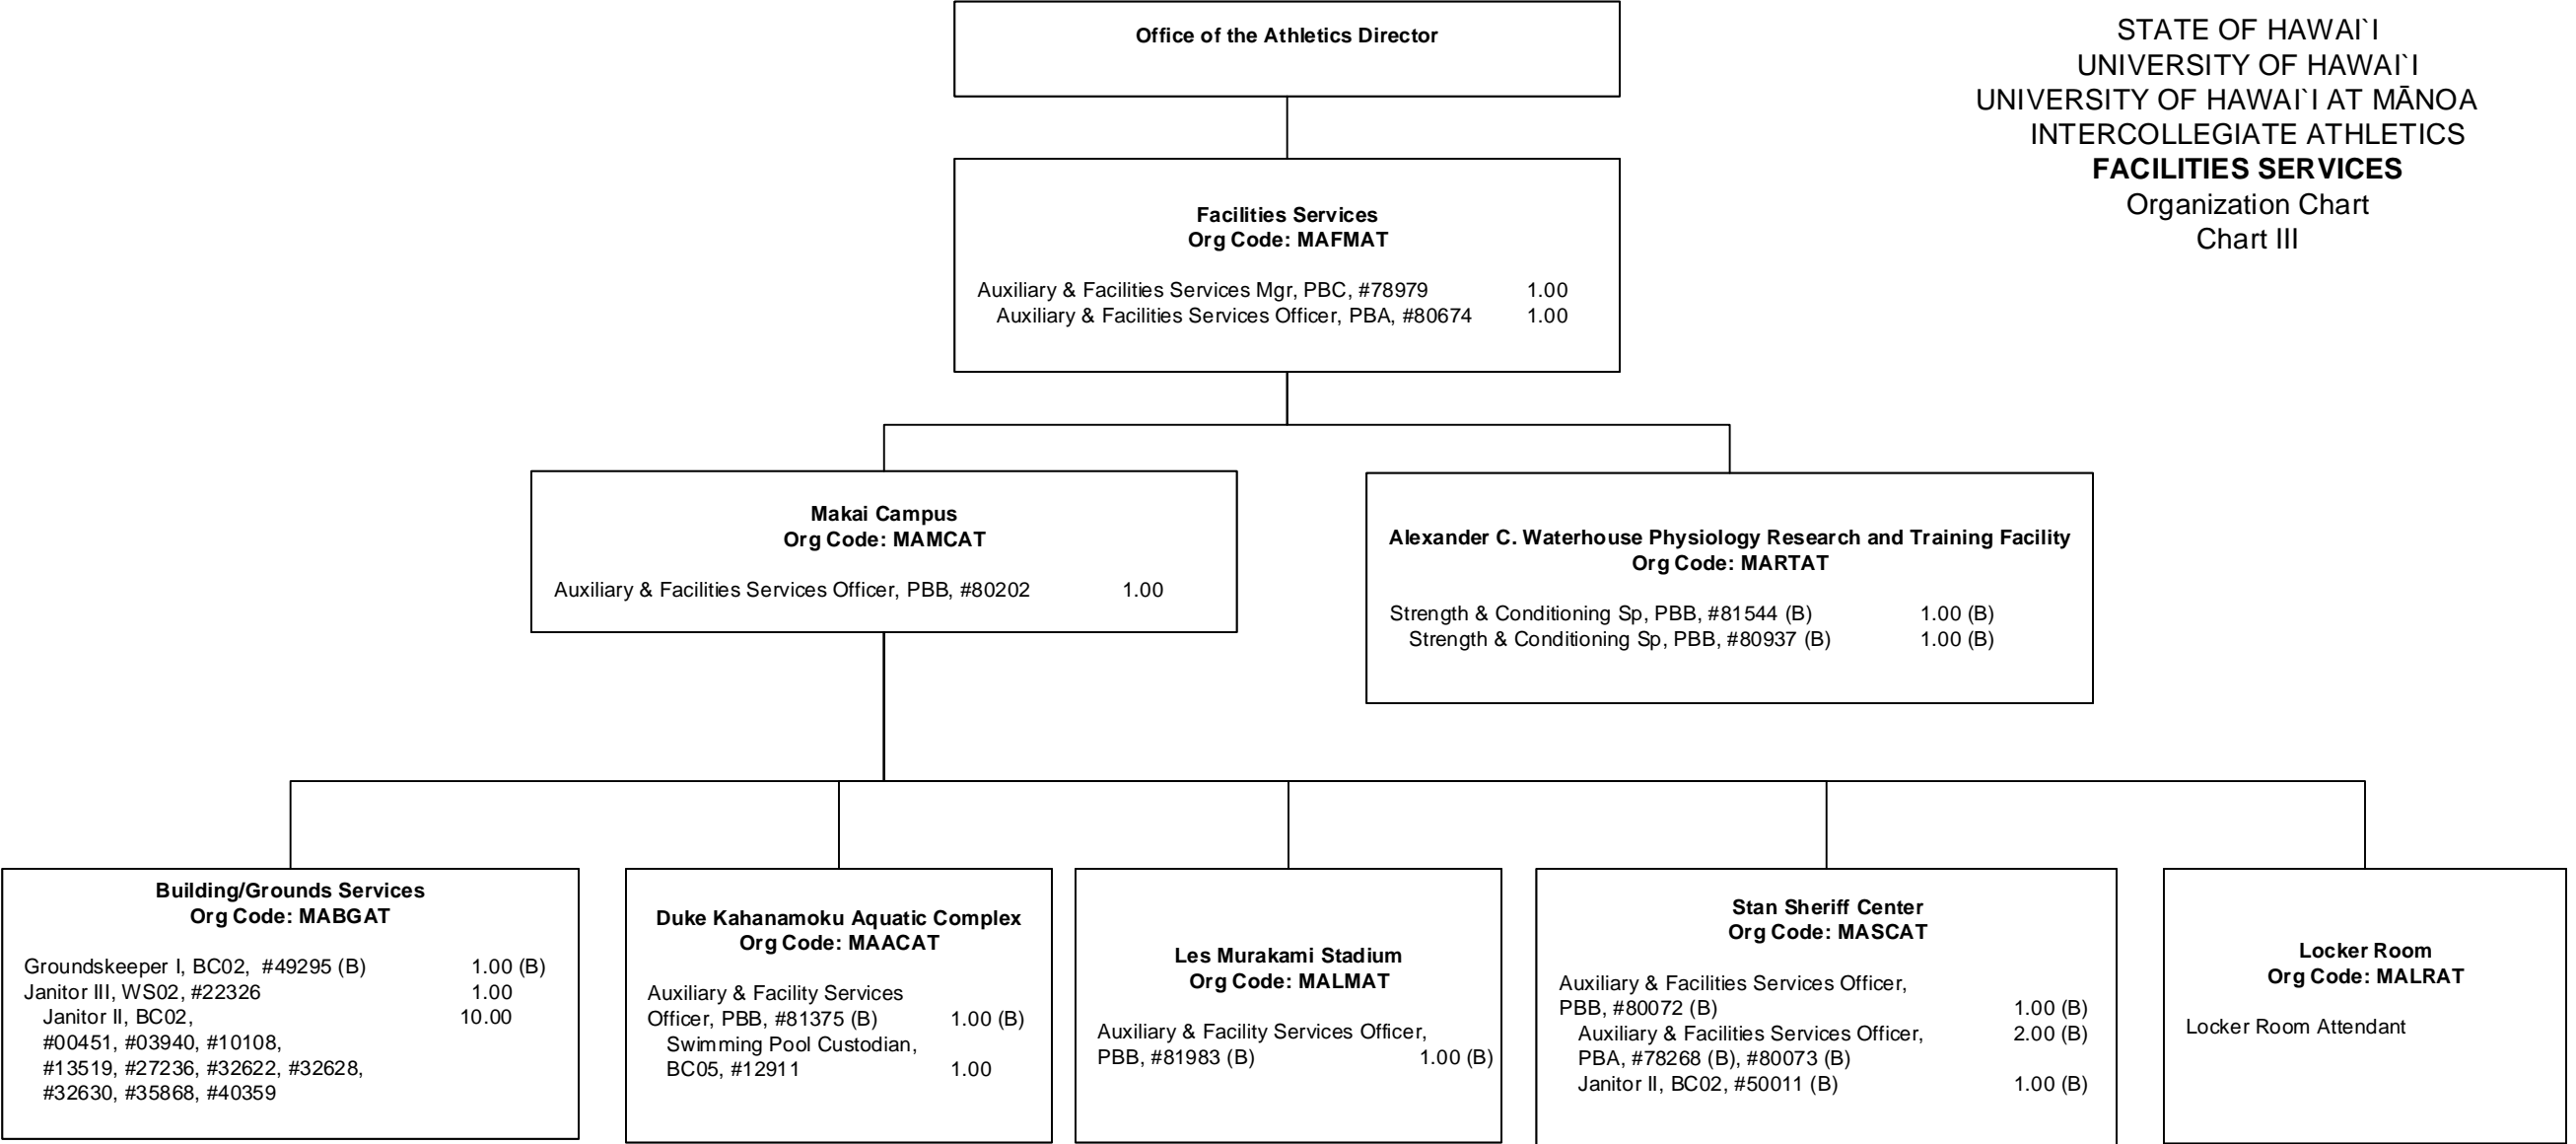 Office of the Athletics Director
STATE OF HAWAI`I
UNIVERSITY OF HAWAI`I
UNIVERSITY OF HAWAI`I AT MĀNOA
INTERCOLLEGIATE ATHLETICS
FACILITIES SERVICES
Organization Chart
Chart III
Facilities Services
Org Code: MAFMAT
Auxiliary & Facilities Services Mgr, PBC, #78979 1.00
Auxiliary & Facilities Services Officer, PBA, #80674 1.00
Makai Campus
Org Code: MAMCAT
Auxiliary & Facilities Services Officer, PBB, #80202 1.00
Alexander C. Waterhouse Physiology Research and Training Facility
Org Code: MARTAT
Strength & Conditioning Sp, PBB, #81544 (B) 1.00 (B)
Strength & Conditioning Sp, PBB, #80937 (B) 1.00 (B)
Building/Grounds Services
Org Code: MABGAT
Groundskeeper I, BC02, #49295 (B) 1.00 (B)
Janitor III, WS02, #22326 1.00
Janitor II, BC02, 10.00
#00451, #03940, #10108,
#13519, #27236, #32622, #32628,
#32630, #35868, #40359
Duke Kahanamoku Aquatic Complex
Org Code: MAACAT
Auxiliary & Facility Services
Officer, PBB, #81375 (B) 1.00 (B)
Swimming Pool Custodian,
BC05, #12911 1.00
Les Murakami Stadium
Org Code: MALMAT
Auxiliary & Facility Services Officer,
PBB, #81983 (B) 1.00 (B)
Stan Sheriff Center
Org Code: MASCAT
Auxiliary & Facilities Services Officer,
PBB, #80072 (B) 1.00 (B)
Auxiliary & Facilities Services Officer, 2.00 (B)
PBA, #78268 (B), #80073 (B)
Janitor II, BC02, #50011 (B) 1.00 (B)
Locker Room
Org Code: MALRAT
Locker Room Attendant